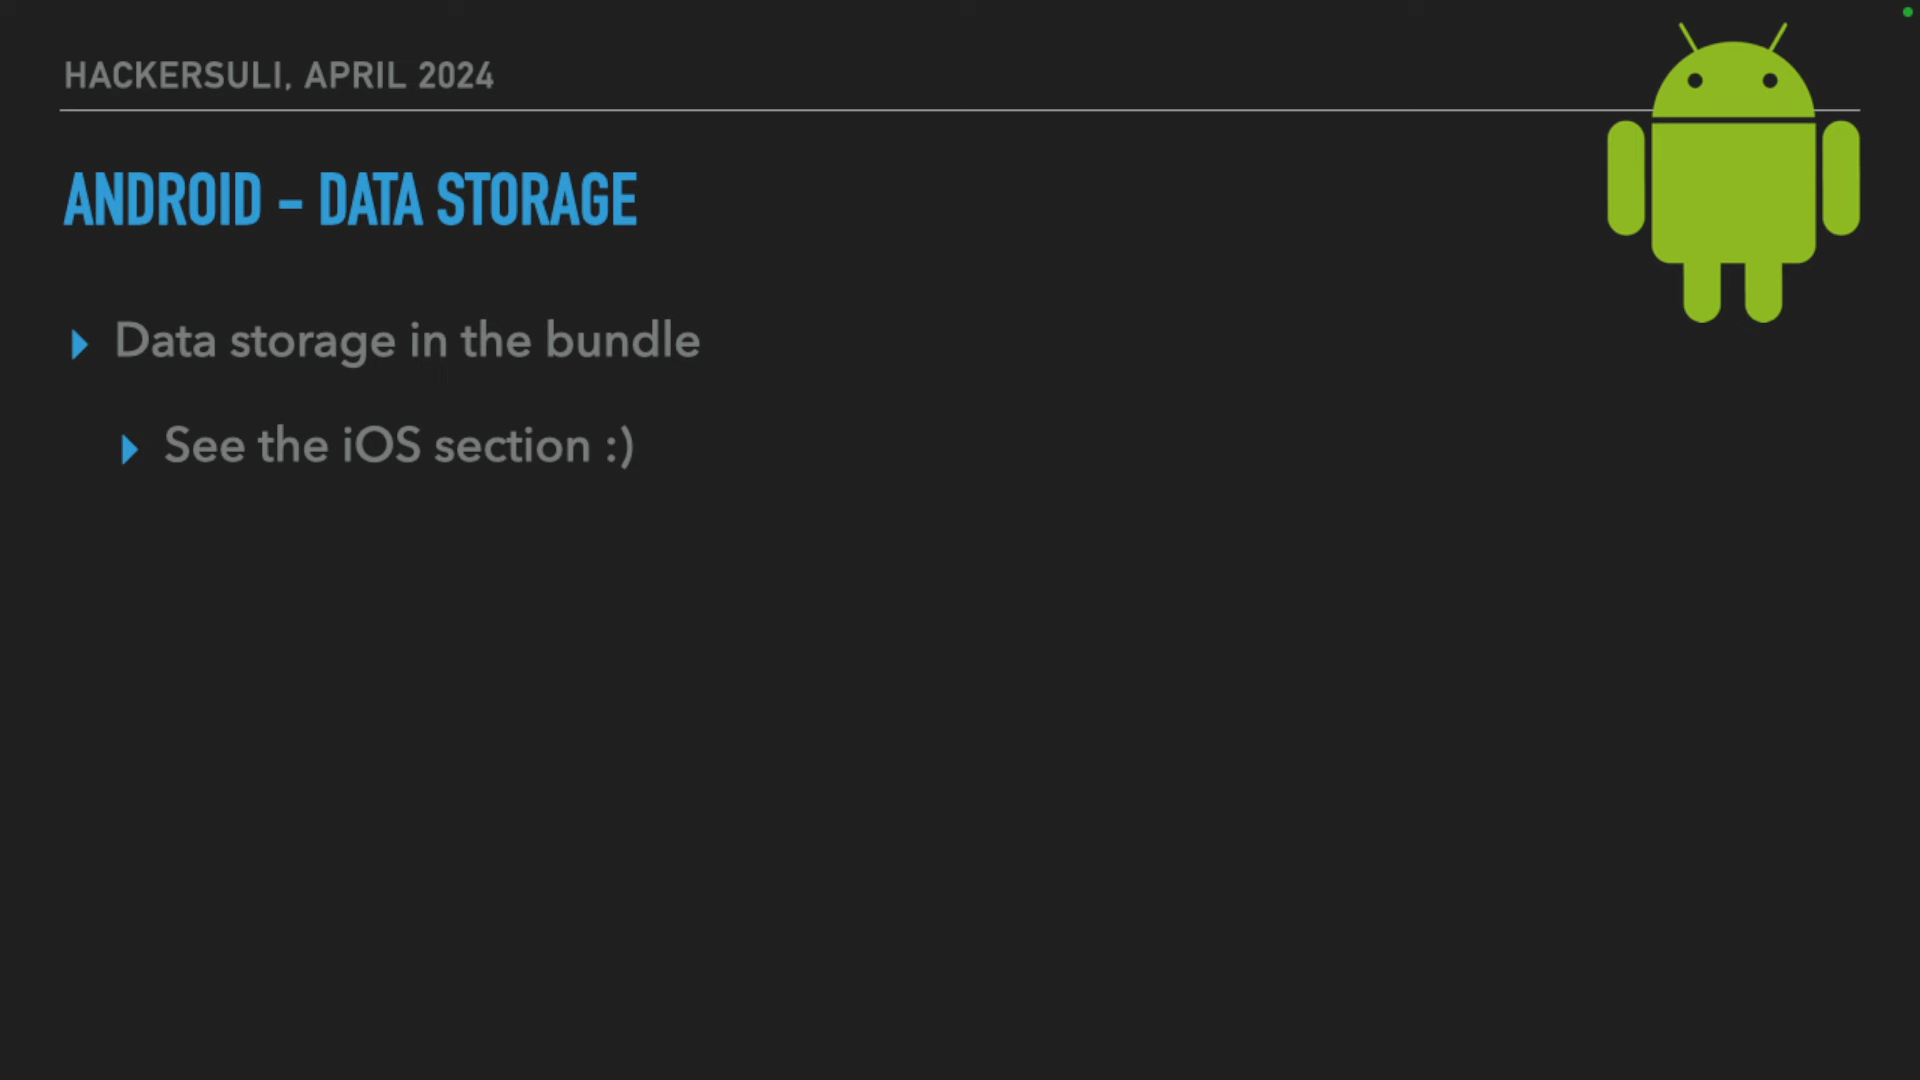 HACKERSULI, APRIL 2024
ANDROID - DATA STORAGE
Data storage in the bundle
See the iOS section :)